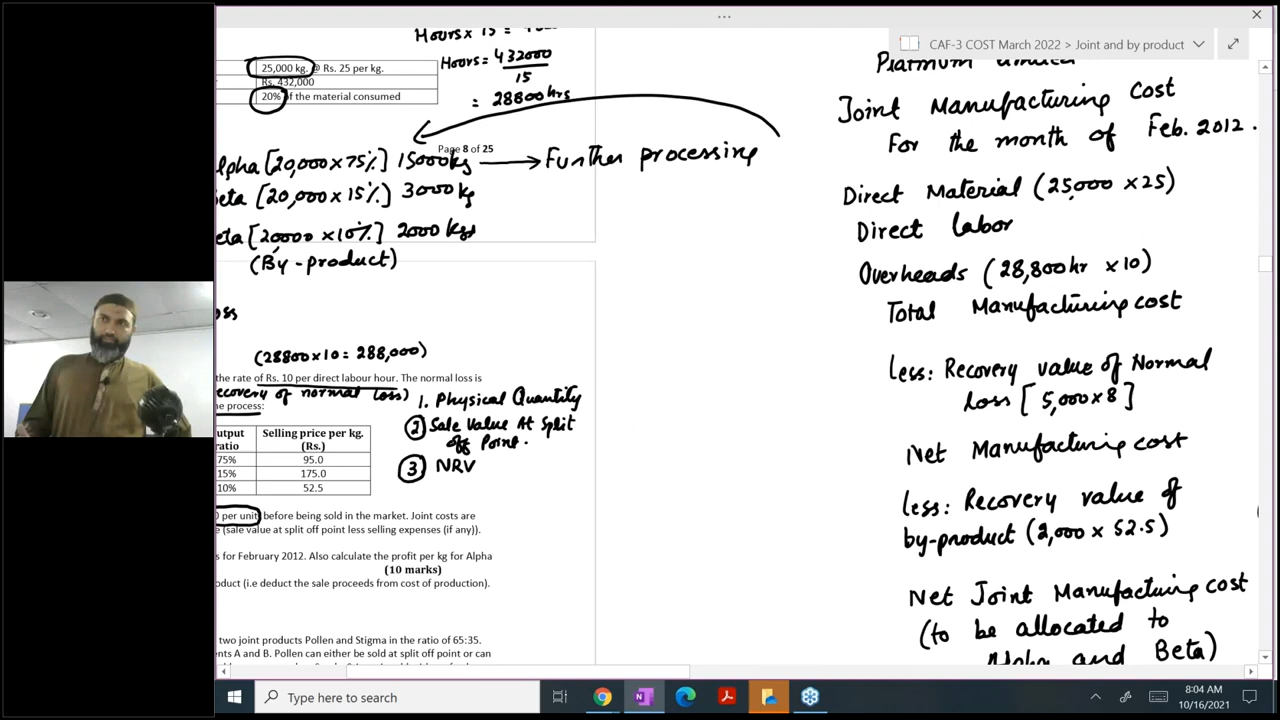 CAF-3 COST March 2022 > Joint and by product
Hours x 15 =
25,000 kg. @ Rs. 25 per kg.
Rs. 432,000
20% of the material consumed
Hours = 432000
15
= 28800 hrs
Page 8 of 25
lpha [20,000 x 75%] 15000 kg → Further processing
eta [20,000 x 15%] 3000 kg
eta [20000 x 10%] 2000 kgs
(By-product)
oss
(28800 x 10 = 288,000)
the rate of Rs. 10 per direct labour hour. The normal loss is
ecovery of normal loss)
e process:
utput
ratio
Selling price per kg.
(Rs.)
75% 95.0
15% 175.0
10% 52.5
1. Physical Quantity
2 Sale Value At Split
off Point.
3 NRV
0 per unit before being sold in the market. Joint costs are
e (sale value at split off point less selling expenses (if any)).
s for February 2012. Also calculate the profit per kg for Alpha
(10 marks)
oduct (i.e deduct the sale proceeds from cost of production).
two joint products Pollen and Stigma in the ratio of 65:35.
nts A and B. Pollen can either be sold at split off point or can
Platinum Limited
Joint Manufacturing Cost
For the month of Feb. 2012.
Direct Material (25,000 x 25)
Direct labor
Overheads (28,800 hr x 10)
Total Manufacturing cost
less: Recovery value of Normal
loss [5,000 x 8]
Net Manufacturing cost
less: Recovery value of
by-product (2,000 x 52.5)
Net Joint Manufacturing cost
(to be allocated to
Alpha and Beta)
Type here to search
8:04 AM
10/16/2021